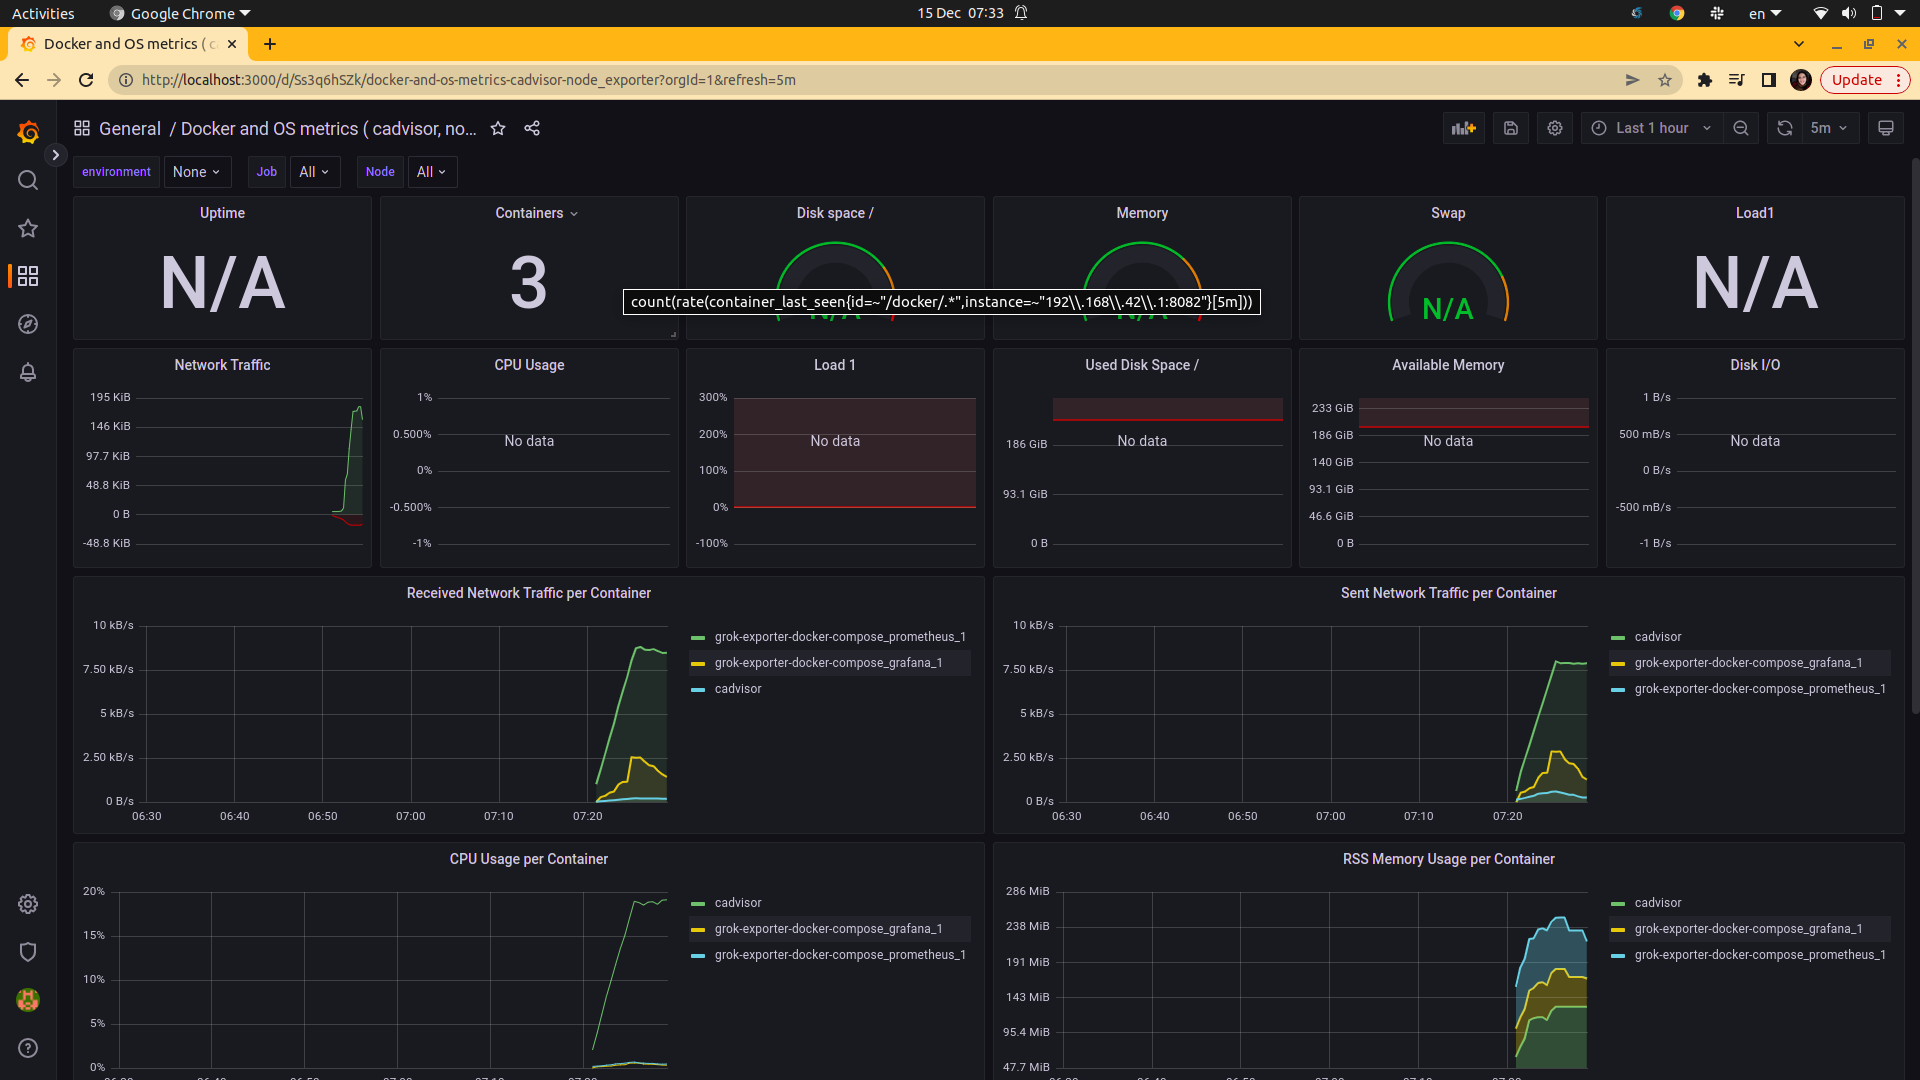 Activities
Google Chrome
15 Dec 07:33
en
Docker and OS metrics ( c
http://localhost:3000/d/Ss3q6hSZk/docker-and-os-metrics-cadvisor-node_exporter?orgId=1&refresh=5m
Update
General / Docker and OS metrics ( cadvisor, no...
Last 1 hour
5m
environment None
Job All
Node All
Uptime
N/A
Containers
3
Disk space /
Memory
Swap
N/A
Load1
N/A
count(rate(container_last_seen{id=~"/docker/.*",instance=~"192\\.168\\.42\\.1:8082"}[5m]))
Network Traffic
195 KiB
146 KiB
97.7 KiB
48.8 KiB
0 B
-48.8 KiB
CPU Usage
1%
0.500%
0%
-0.500%
-1%
No data
Load 1
300%
200%
100%
0%
-100%
No data
Used Disk Space /
186 GiB
93.1 GiB
0 B
No data
Available Memory
233 GiB
186 GiB
140 GiB
93.1 GiB
46.6 GiB
0 B
No data
Disk I/O
1 B/s
500 mB/s
0 B/s
-500 mB/s
-1 B/s
No data
Received Network Traffic per Container
10 kB/s
7.50 kB/s
5 kB/s
2.50 kB/s
0 B/s
06:30 06:40 06:50 07:00 07:10 07:20
grok-exporter-docker-compose_prometheus_1
grok-exporter-docker-compose_grafana_1
cadvisor
Sent Network Traffic per Container
10 kB/s
7.50 kB/s
5 kB/s
2.50 kB/s
0 B/s
06:30 06:40 06:50 07:00 07:10 07:20
cadvisor
grok-exporter-docker-compose_grafana_1
grok-exporter-docker-compose_prometheus_1
CPU Usage per Container
20%
15%
10%
5%
0%
cadvisor
grok-exporter-docker-compose_grafana_1
grok-exporter-docker-compose_prometheus_1
RSS Memory Usage per Container
286 MiB
238 MiB
191 MiB
143 MiB
95.4 MiB
47.7 MiB
cadvisor
grok-exporter-docker-compose_grafana_1
grok-exporter-docker-compose_prometheus_1